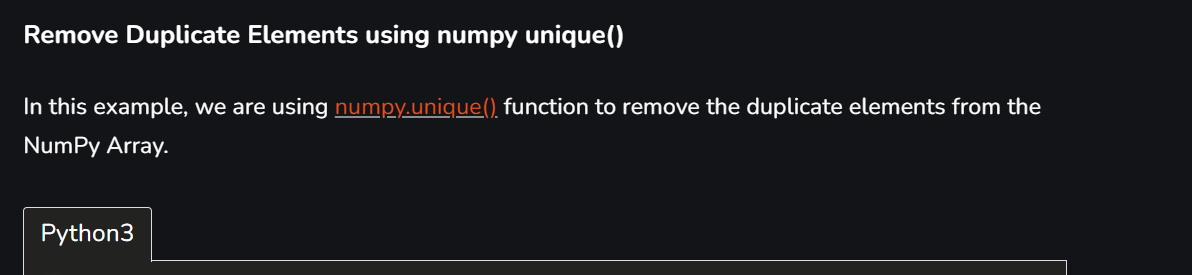 Remove Duplicate Elements using numpy unique()
In this example, we are using numpy.unique() function to remove the duplicate elements from the
NumPy Array.
Python3